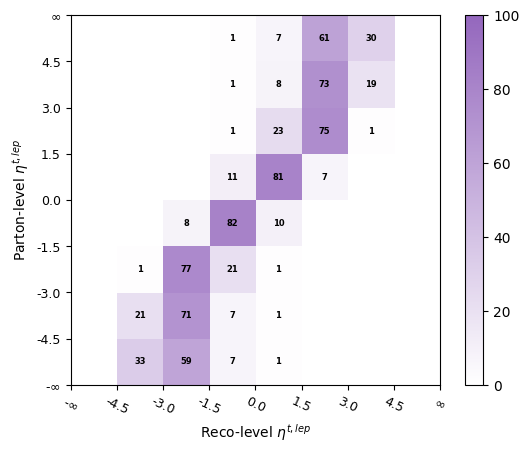 ∞
4.5
3.0
1.5
0.0
-1.5
-3.0
-4.5
-∞
Parton-level η^{t, lep}
1 7 61 30
1 8 73 19
1 23 75 1
11 81 7
8 82 10
1 77 21 1
21 71 7 1
33 59 7 1
-∞ -4.5 -3.0 -1.5 0.0 1.5 3.0 4.5 ∞
Reco-level η^{t, lep}
100
80
60
40
20
0